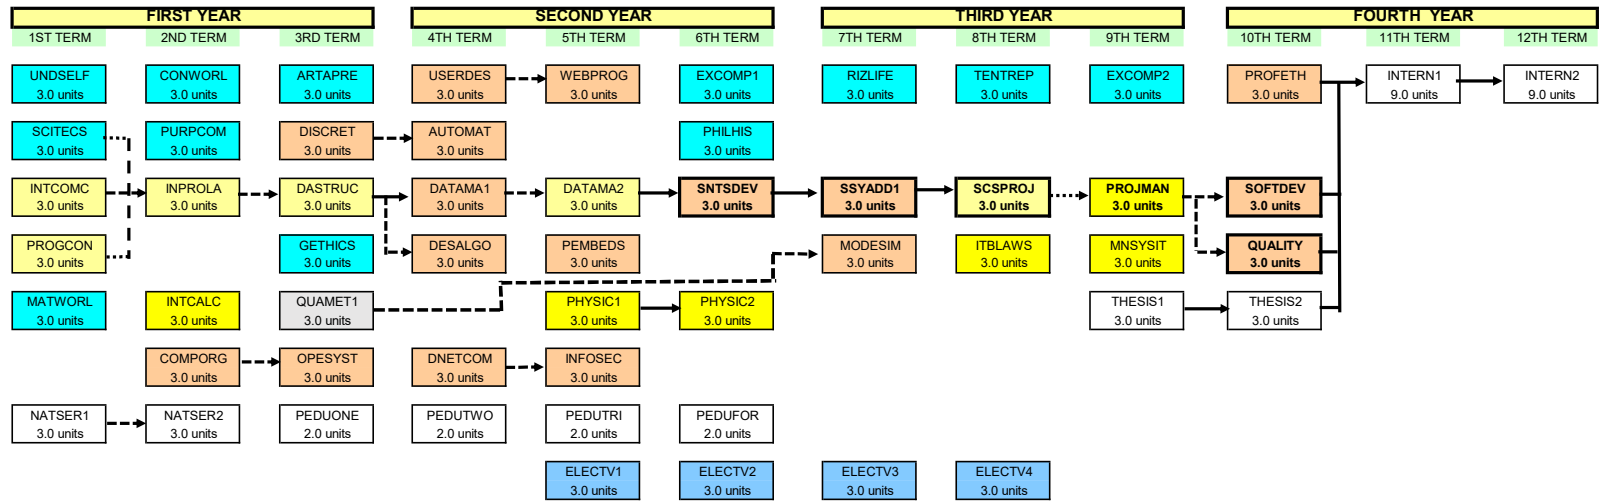 FIRST YEAR SECOND YEAR THIRD YEAR FOURTH YEAR
1ST TERM 2ND TERM 3RD TERM 4TH TERM 5TH TERM 6TH TERM 7TH TERM 8TH TERM 9TH TERM 10TH TERM 11TH TERM 12TH TERM
UNDSELF CONWORL ARTAPRE USERDES WEBPROG EXCOMP1 RIZLIFE TENTREP EXCOMP2 PROFETH INTERN1 INTERN2
3.0 units 3.0 units 3.0 units 3.0 units 3.0 units 3.0 units 3.0 units 3.0 units 3.0 units 3.0 units 9.0 units 9.0 units
SCITECS PURPCOM DISCRET AUTOMAT PHILHIS
3.0 units 3.0 units 3.0 units 3.0 units 3.0 units
INTCOMC INPROLA DASTRUC DATAMA1 DATAMA2 SNTSDEV SSYADD1 SCSPROJ PROJMAN SOFTDEV
3.0 units 3.0 units 3.0 units 3.0 units 3.0 units 3.0 units 3.0 units 3.0 units 3.0 units 3.0 units
PROGCON GETHICS DESALGO PEMBEDS MODESIM ITBLAWS MNSYSIT QUALITY
3.0 units 3.0 units 3.0 units 3.0 units 3.0 units 3.0 units 3.0 units 3.0 units
MATWORL INTCALC QUAMET1 PHYSIC1 PHYSIC2 THESIS1 THESIS2
3.0 units 3.0 units 3.0 units 3.0 units 3.0 units 3.0 units 3.0 units
COMPORG OPESYST DNETCOM INFOSEC
3.0 units 3.0 units 3.0 units 3.0 units
NATSER1 NATSER2 PEDUONE PEDUTWO PEDUTRI PEDUFOR
3.0 units 3.0 units 2.0 units 2.0 units 2.0 units 2.0 units
ELECTV1 ELECTV2 ELECTV3 ELECTV4
3.0 units 3.0 units 3.0 units 3.0 units